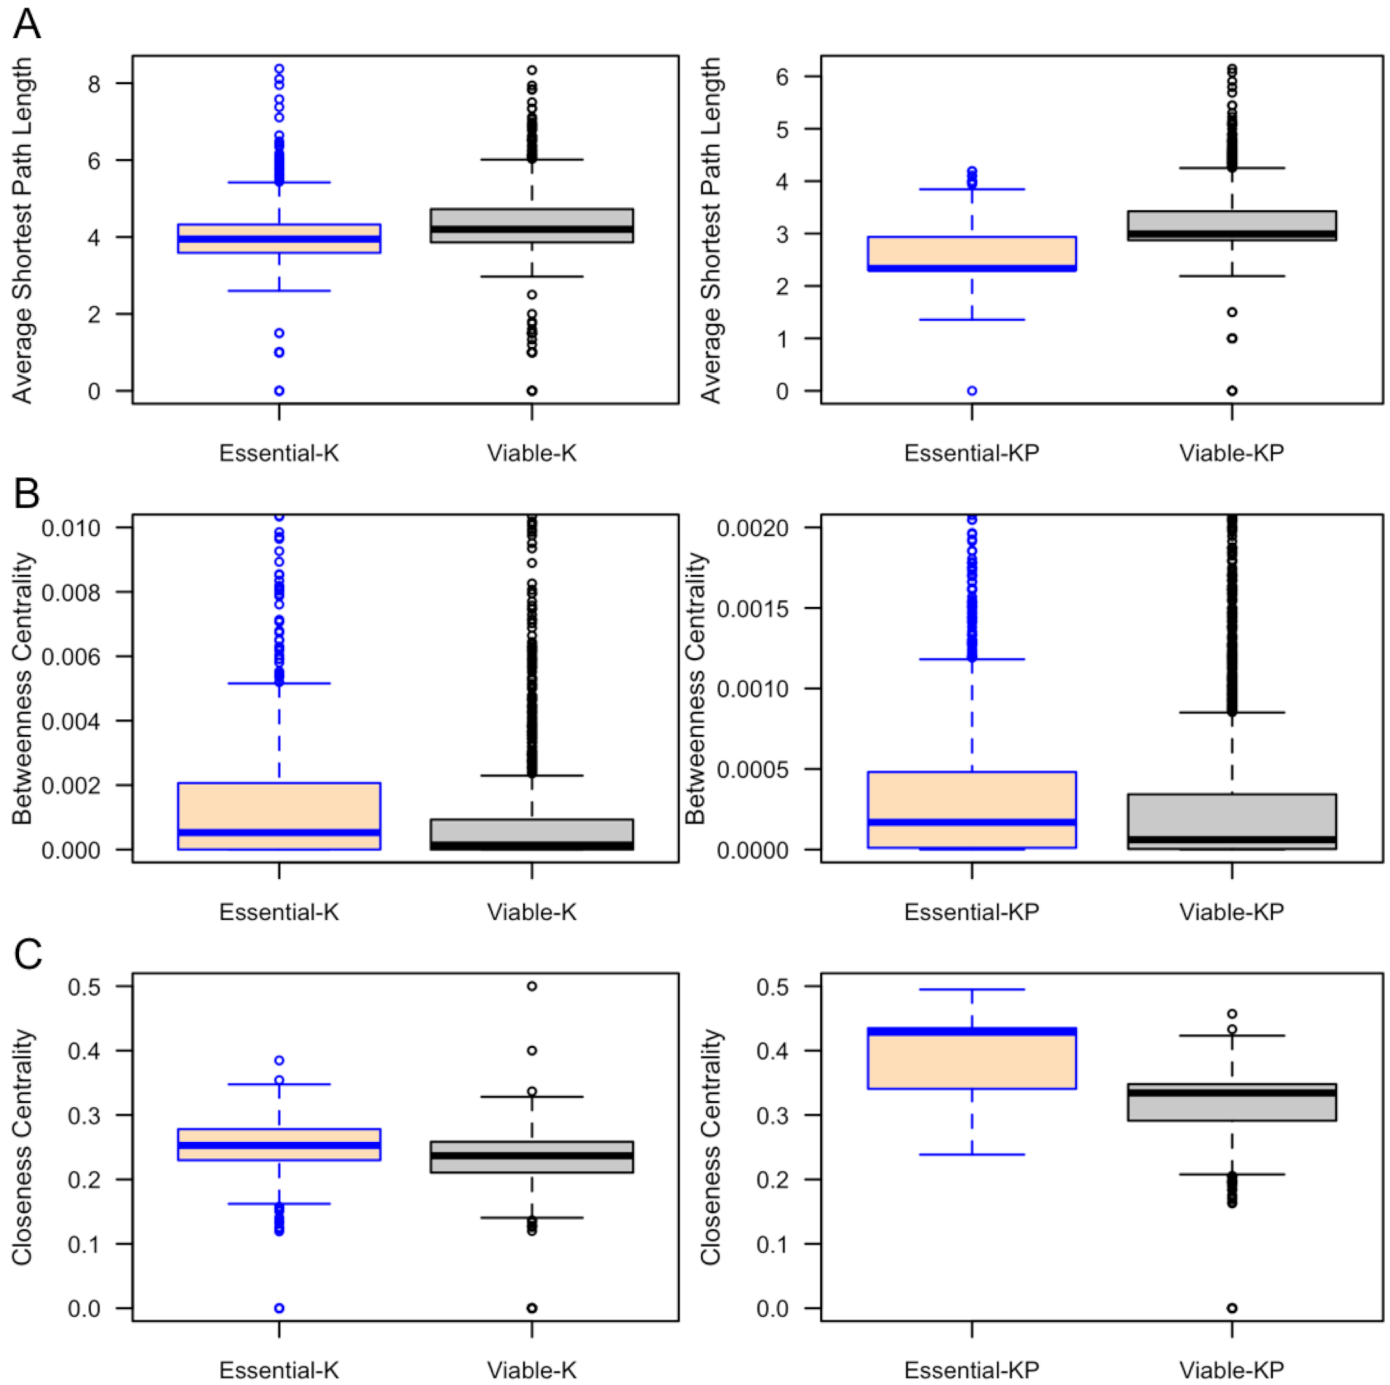 A
Average Shortest Path Length
8
6
4
2
0
Essential-K Viable-K
Average Shortest Path Length
6
5
4
3
2
1
0
Essential-KP Viable-KP
B
Betweenness Centrality
0.010
0.008
0.006
0.004
0.002
0.000
Essential-K Viable-K
Betweenness Centrality
0.0020
0.0015
0.0010
0.0005
0.0000
Essential-KP Viable-KP
C
Closeness Centrality
0.5
0.4
0.3
0.2
0.1
0.0
Essential-K Viable-K
Closeness Centrality
0.5
0.4
0.3
0.2
0.1
0.0
Essential-KP Viable-KP